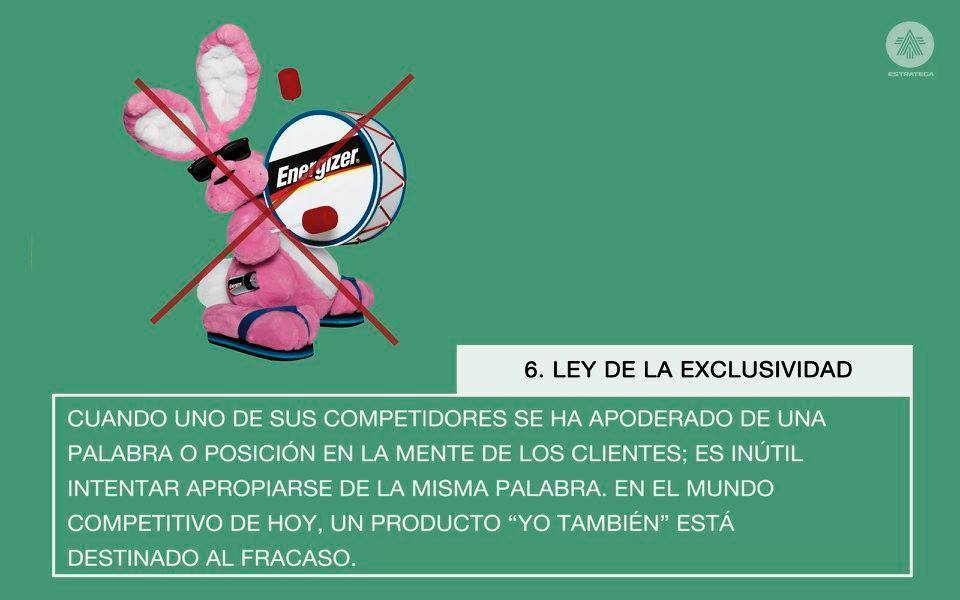 ESTRATEGA
Energizer
Energizer
6. LEY DE LA EXCLUSIVIDAD
CUANDO UNO DE SUS COMPETIDORES SE HA APODERADO DE UNA
PALABRA O POSICIÓN EN LA MENTE DE LOS CLIENTES; ES INÚTIL
INTENTAR APROPIARSE DE LA MISMA PALABRA. EN EL MUNDO
COMPETITIVO DE HOY, UN PRODUCTO “YO TAMBIÉN” ESTÁ
DESTINADO AL FRACASO.